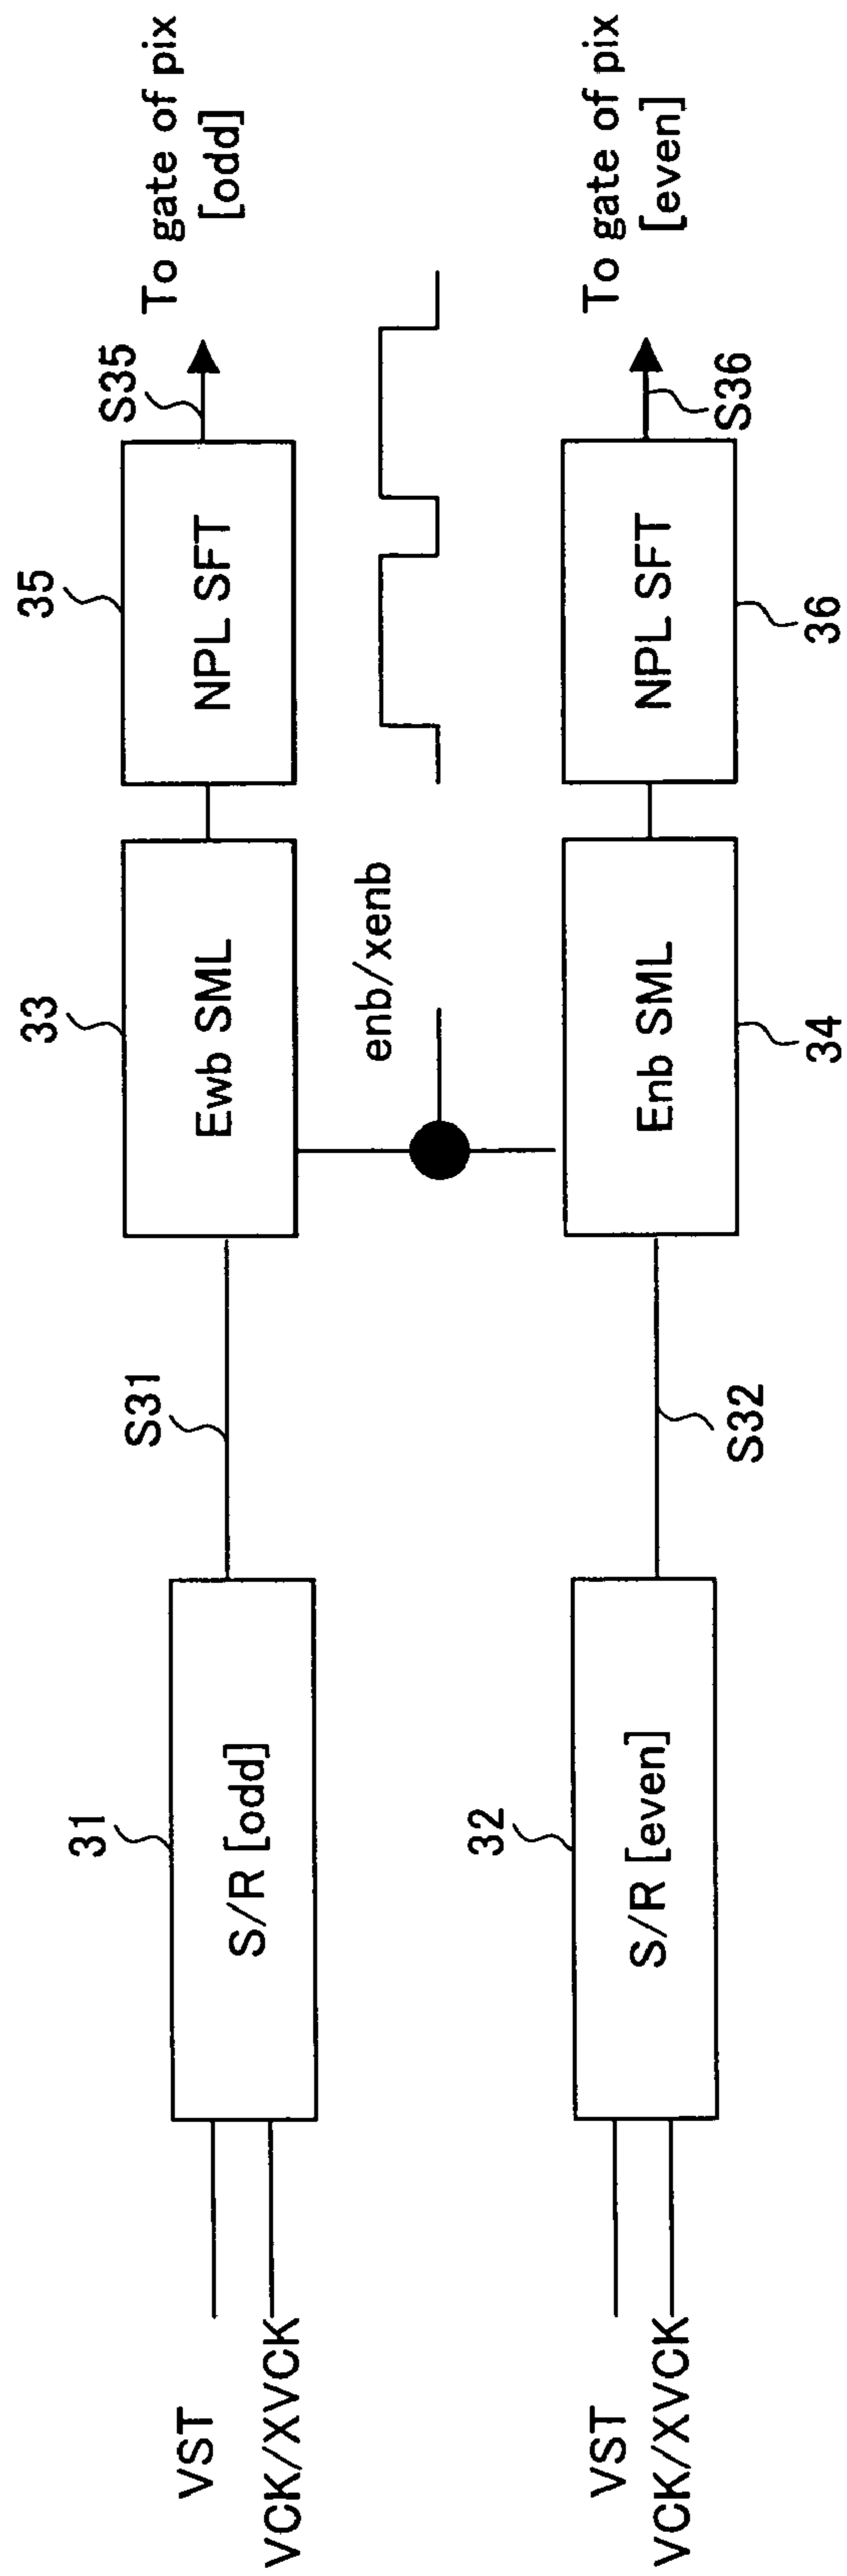 VST
VCK/XVCK
31
S/R [odd]
S31
33
Ewb SML
35
NPL SFT
S35
To gate of pix
[odd]
enb/xenb
VST
VCK/XVCK
32
S/R [even]
S32
Enb SML
34
NPL SFT
36
S36
To gate of pix
[even]